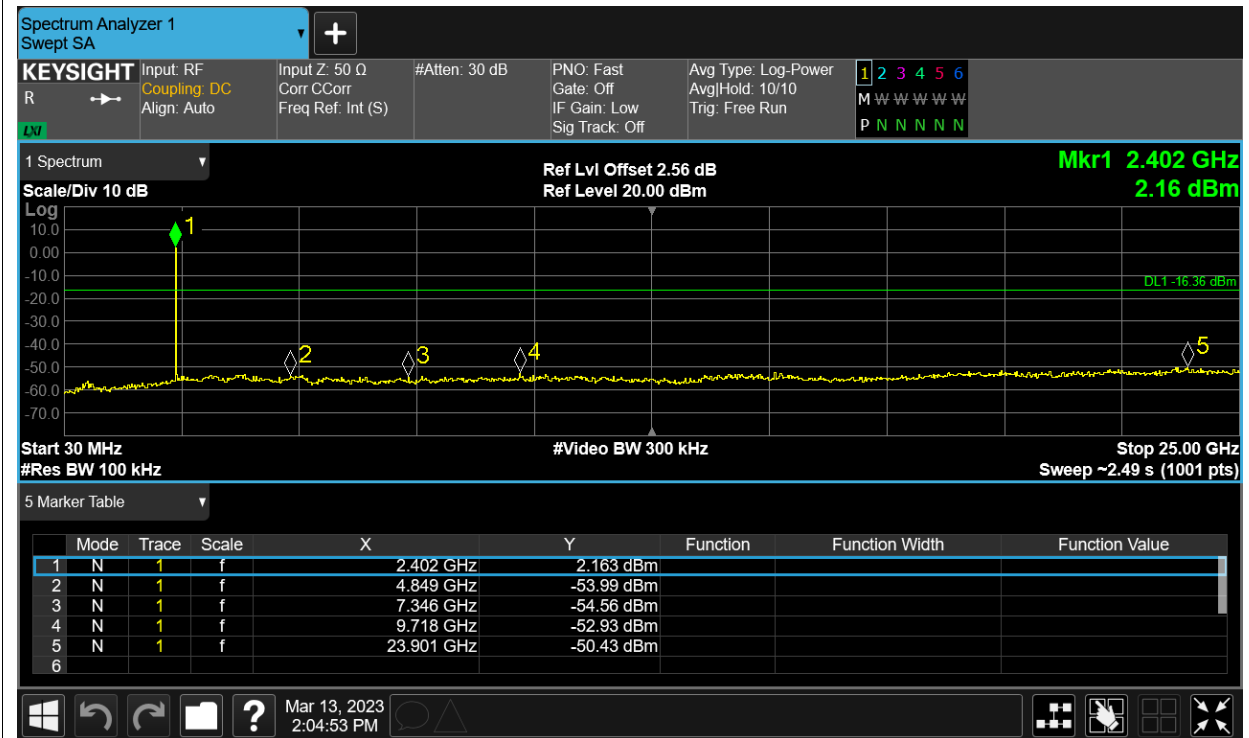 Spectrum Analyzer 1
Swept SA
+
KEYSIGHT Input: RF Input Z: 50 Ω #Atten: 30 dB PNO: Fast Avg Type: Log-Power 1 2 3 4 5 6
R Coupling: DC Corr CCorr Gate: Off Avg|Hold: 10/10 M W W W W W
Align: Auto Freq Ref: Int (S) IF Gain: Low Trig: Free Run
LXI Sig Track: Off P N N N N N
1 Spectrum Ref Lvl Offset 2.56 dB Mkr1 2.402 GHz
Scale/Div 10 dB Ref Level 20.00 dBm 2.16 dBm
Log
10.0 1
0.00
-10.0 DL1 -16.36 dBm
-20.0
-30.0
-40.0 2 3 4 5
-50.0
-60.0
-70.0
Start 30 MHz #Video BW 300 kHz Stop 25.00 GHz
#Res BW 100 kHz Sweep ~2.49 s (1001 pts)
5 Marker Table
Mode Trace Scale X Y Function Function Width Function Value
1 N 1 f 2.402 GHz 2.163 dBm
2 N 1 f 4.849 GHz -53.99 dBm
3 N 1 f 7.346 GHz -54.56 dBm
4 N 1 f 9.718 GHz -52.93 dBm
5 N 1 f 23.901 GHz -50.43 dBm
6
? Mar 13, 2023
2:04:53 PM